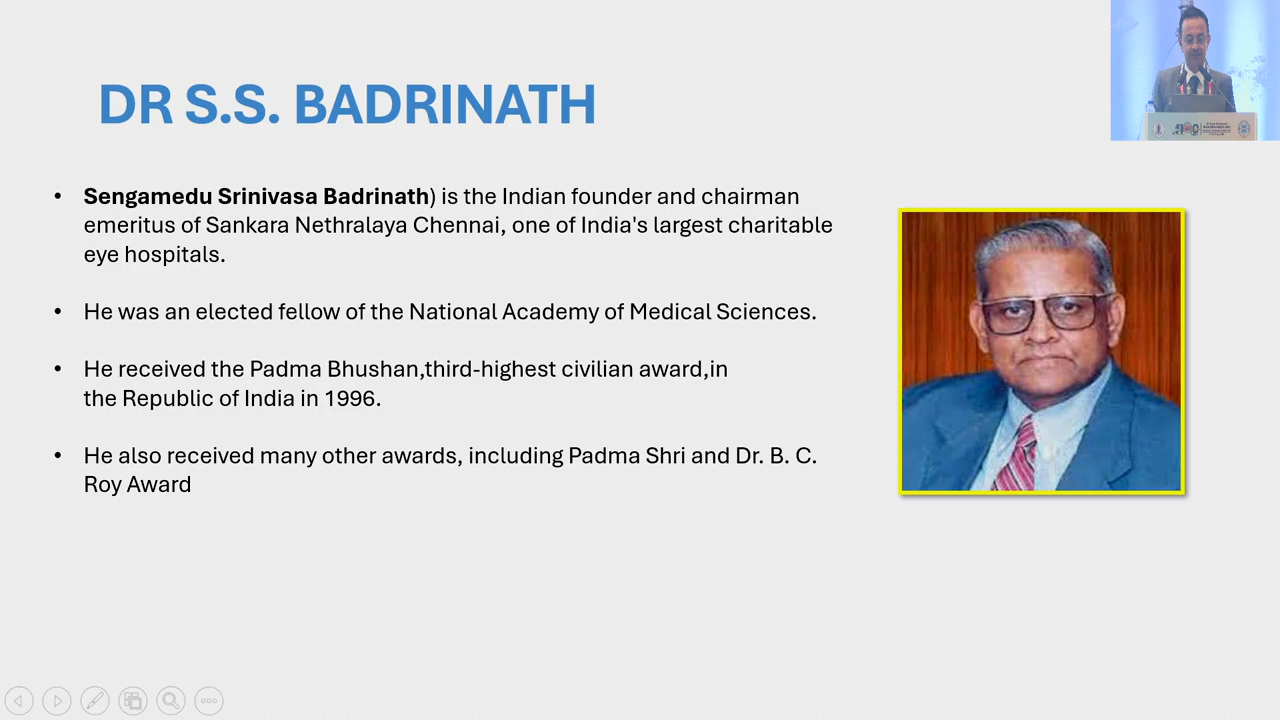 DR S.S. BADRINATH
• Sengamedu Srinivasa Badrinath) is the Indian founder and chairman
emeritus of Sankara Nethralaya Chennai, one of India's largest charitable
eye hospitals.
• He was an elected fellow of the National Academy of Medical Sciences.
• He received the Padma Bhushan,third-highest civilian award,in
the Republic of India in 1996.
• He also received many other awards, including Padma Shri and Dr. B. C.
Roy Award